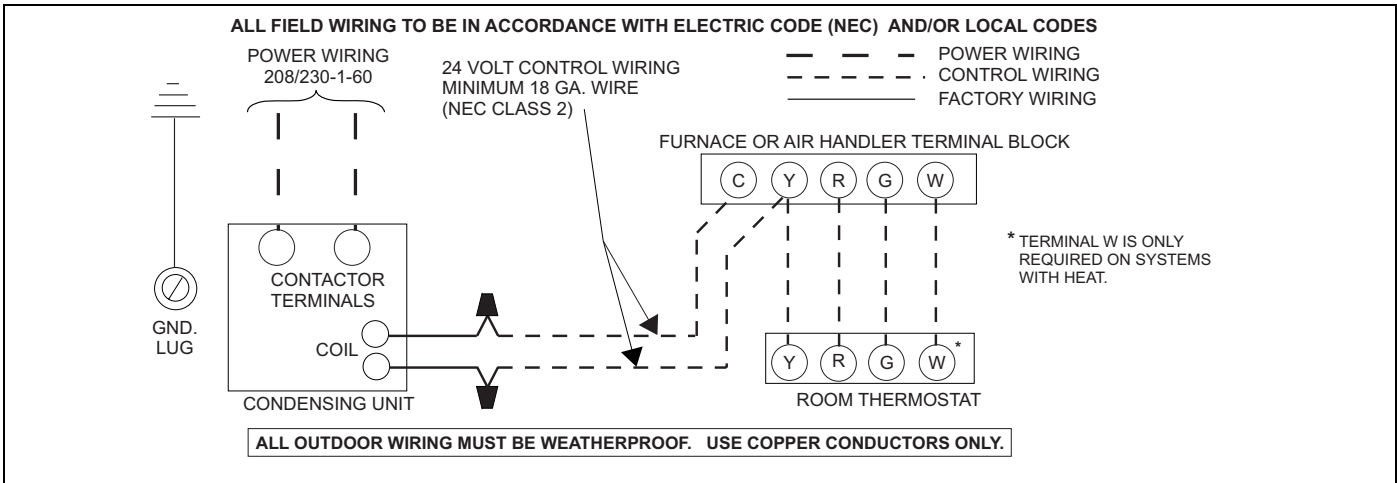 ALL FIELD WIRING TO BE IN ACCORDANCE WITH ELECTRIC CODE (NEC) AND/OR LOCAL CODES
POWER WIRING
208/230-1-60
24 VOLT CONTROL WIRING
MINIMUM 18 GA. WIRE
(NEC CLASS 2)
POWER WIRING
CONTROL WIRING
FACTORY WIRING
FURNACE OR AIR HANDLER TERMINAL BLOCK
C Y R G W
* TERMINAL W IS ONLY
REQUIRED ON SYSTEMS
WITH HEAT.
GND.
LUG
CONTACTOR
TERMINALS
COIL
CONDENSING UNIT
Y R G W *
ROOM THERMOSTAT
ALL OUTDOOR WIRING MUST BE WEATHERPROOF. USE COPPER CONDUCTORS ONLY.